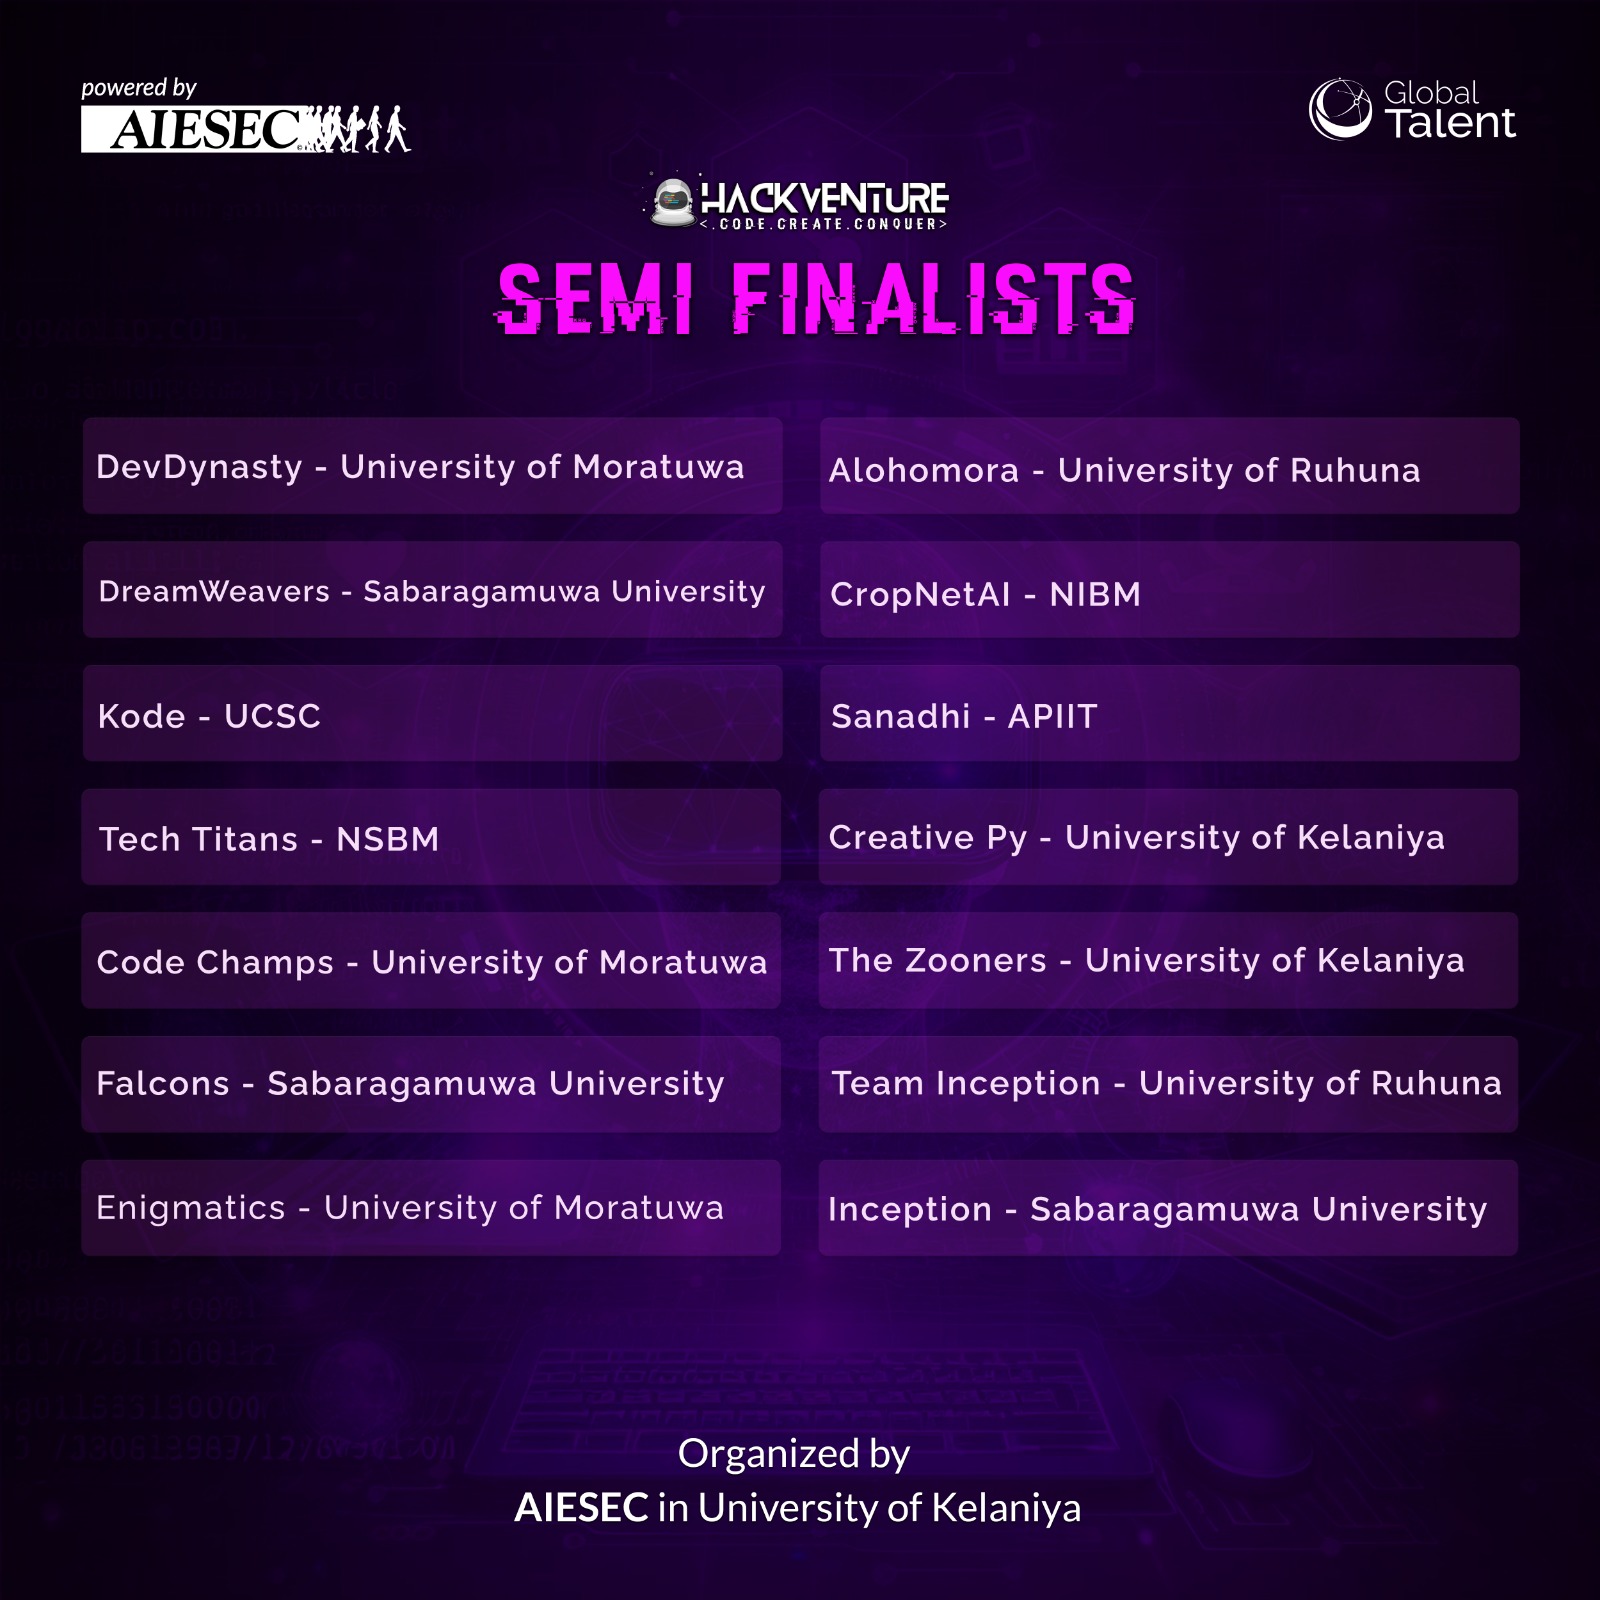 powered by
AIESEC
Global
Talent
HACKVENTURE
<.CODE.CREATE.CONQUER>
SEMI FINALISTS
DevDynasty - University of Moratuwa
Alohomora - University of Ruhuna
DreamWeavers - Sabaragamuwa University
CropNetAI - NIBM
Kode - UCSC
Sanadhi - APIIT
Tech Titans - NSBM
Creative Py - University of Kelaniya
Code Champs - University of Moratuwa
The Zooners - University of Kelaniya
Falcons - Sabaragamuwa University
Team Inception - University of Ruhuna
Enigmatics - University of Moratuwa
Inception - Sabaragamuwa University
Organized by
AIESEC in University of Kelaniya